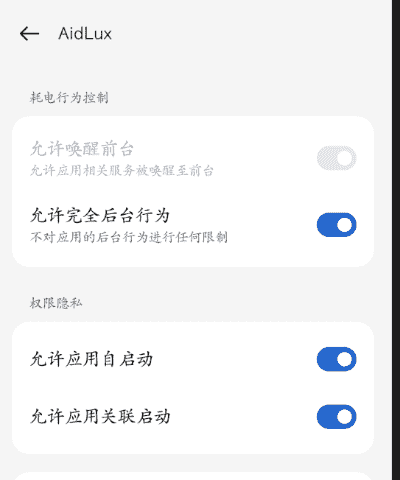 AidLux
耗电行为控制
允许唤醒前台
允许应用相关服务被唤醒至前台
允许完全后台行为
不对应用的后台行为进行任何限制
权限隐私
允许应用自启动
允许应用关联启动